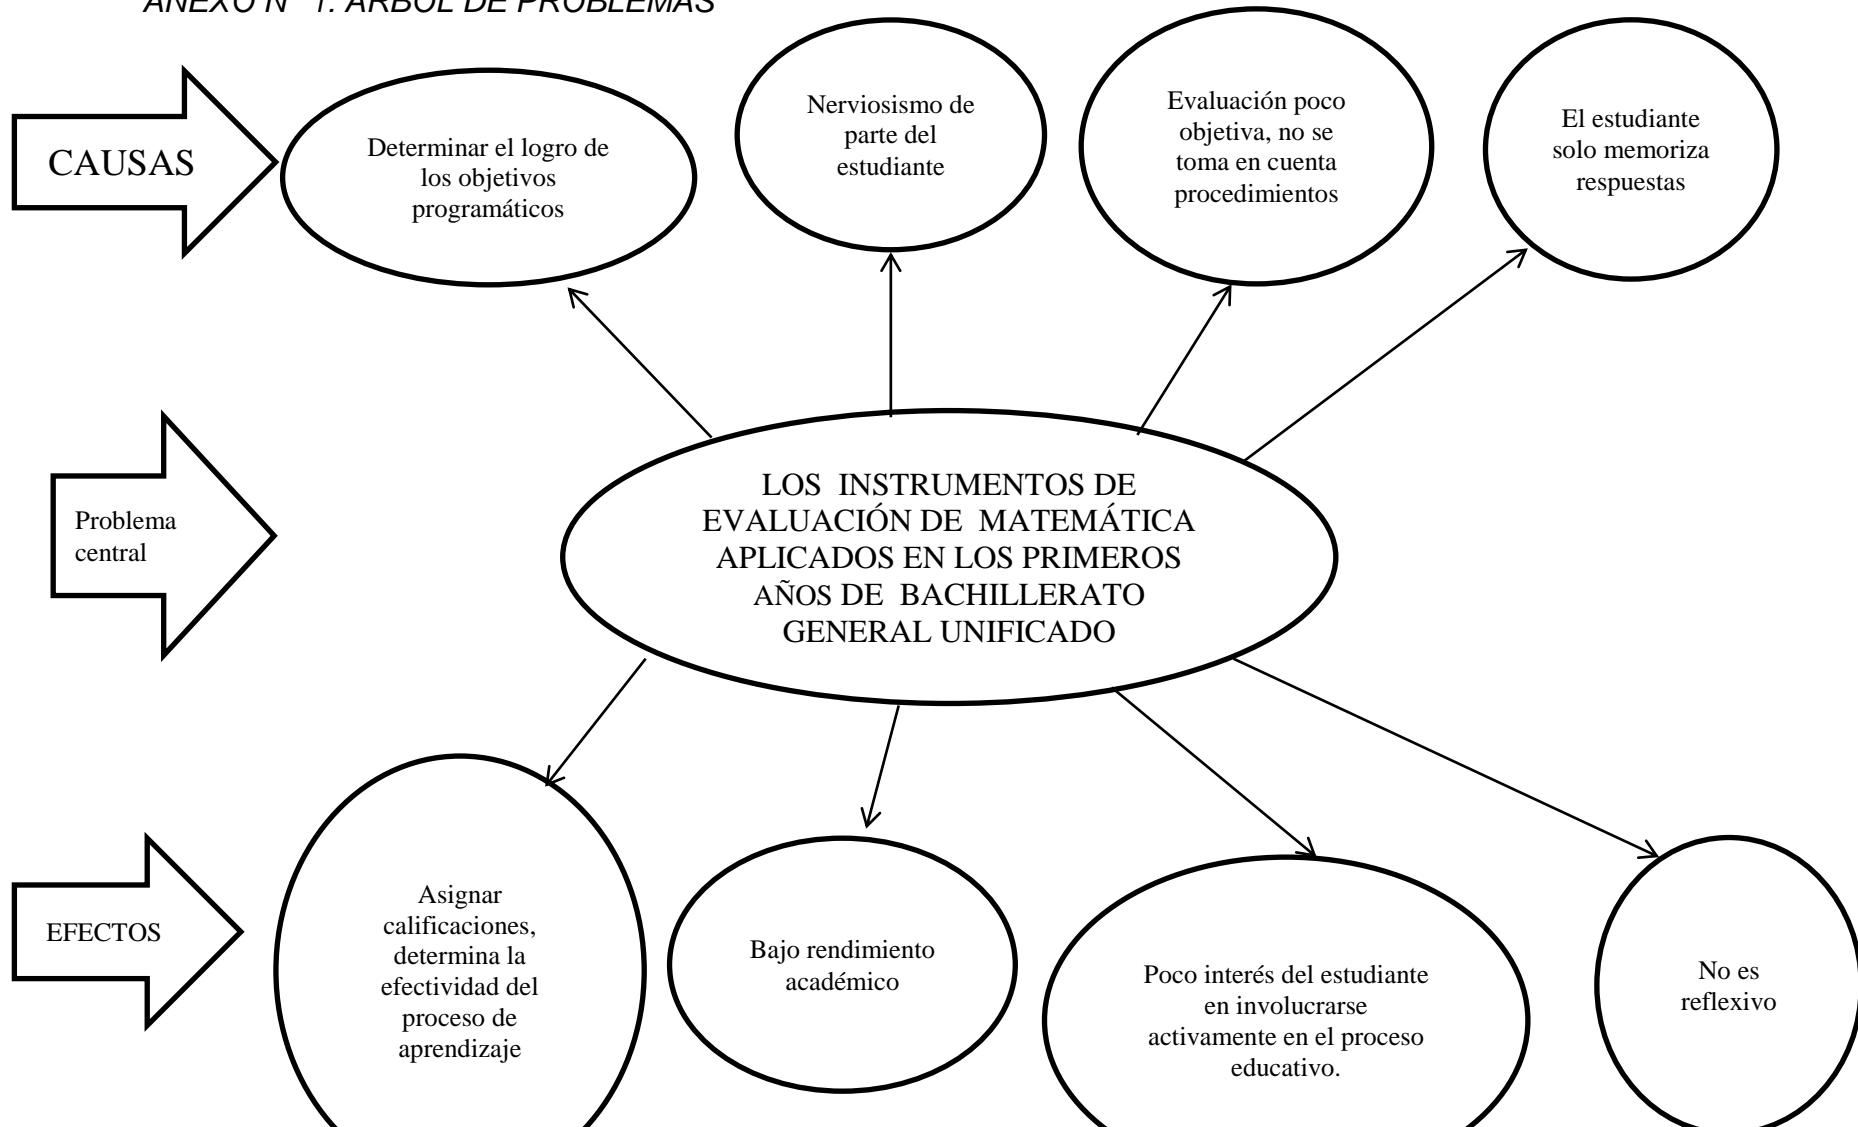 ANEXO N° 1. ÁRBOL DE PROBLEMAS
CAUSAS
Determinar el logro de
los objetivos
programáticos
Nerviosismo de
parte del
estudiante
Evaluación poco
objetiva, no se
toma en cuenta
procedimientos
El estudiante
solo memoriza
respuestas
Problema
central
LOS INSTRUMENTOS DE
EVALUACIÓN DE MATEMÁTICA
APLICADOS EN LOS PRIMEROS
AÑOS DE BACHILLERATO
GENERAL UNIFICADO
EFECTOS
Asignar
calificaciones,
determina la
efectividad del
proceso de
aprendizaje
Bajo rendimiento
académico
Poco interés del estudiante
en involucrarse
activamente en el proceso
educativo.
No es
reflexivo